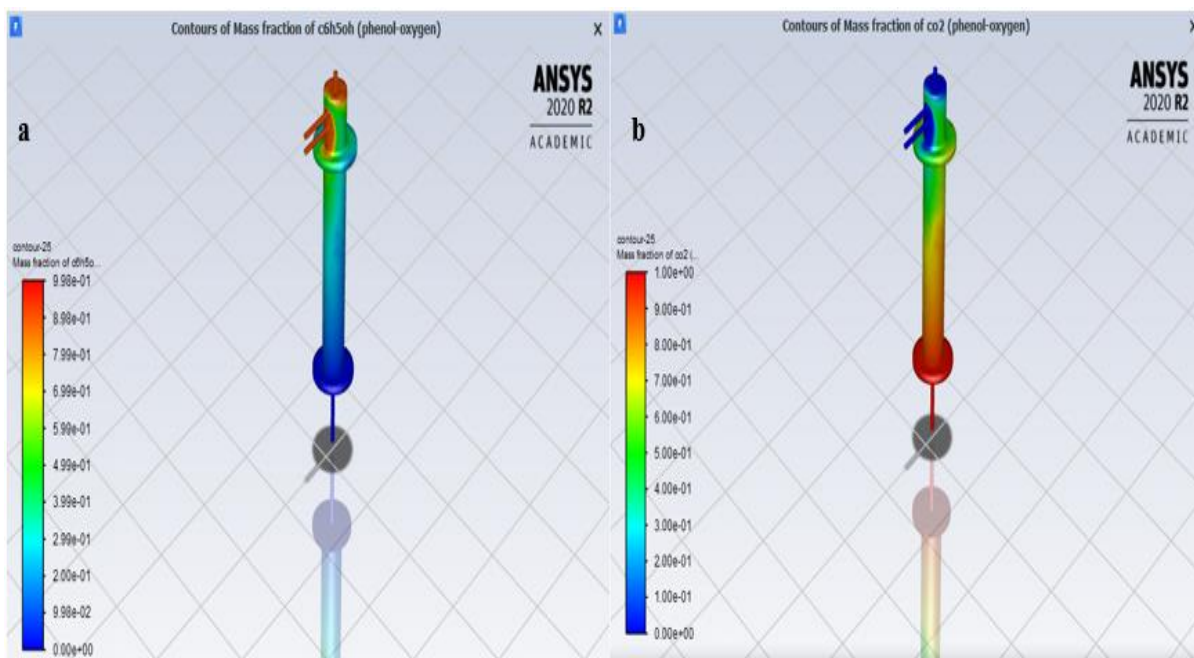 Contours of Mass fraction of c6h5oh (phenol-oxygen)
X
ANSYS
2020 R2
ACADEMIC
a
contour-25
Mass fraction of c6h5o...
9.98e-01
8.98e-01
7.99e-01
6.99e-01
5.99e-01
4.99e-01
3.99e-01
2.99e-01
2.00e-01
9.98e-02
0.00e+00
Contours of Mass fraction of co2 (phenol-oxygen)
X
ANSYS
2020 R2
ACADEMIC
b
contour-25
Mass fraction of co2 (...
1.00e+00
9.00e-01
8.00e-01
7.00e-01
6.00e-01
5.00e-01
4.00e-01
3.00e-01
2.00e-01
1.00e-01
0.00e+00